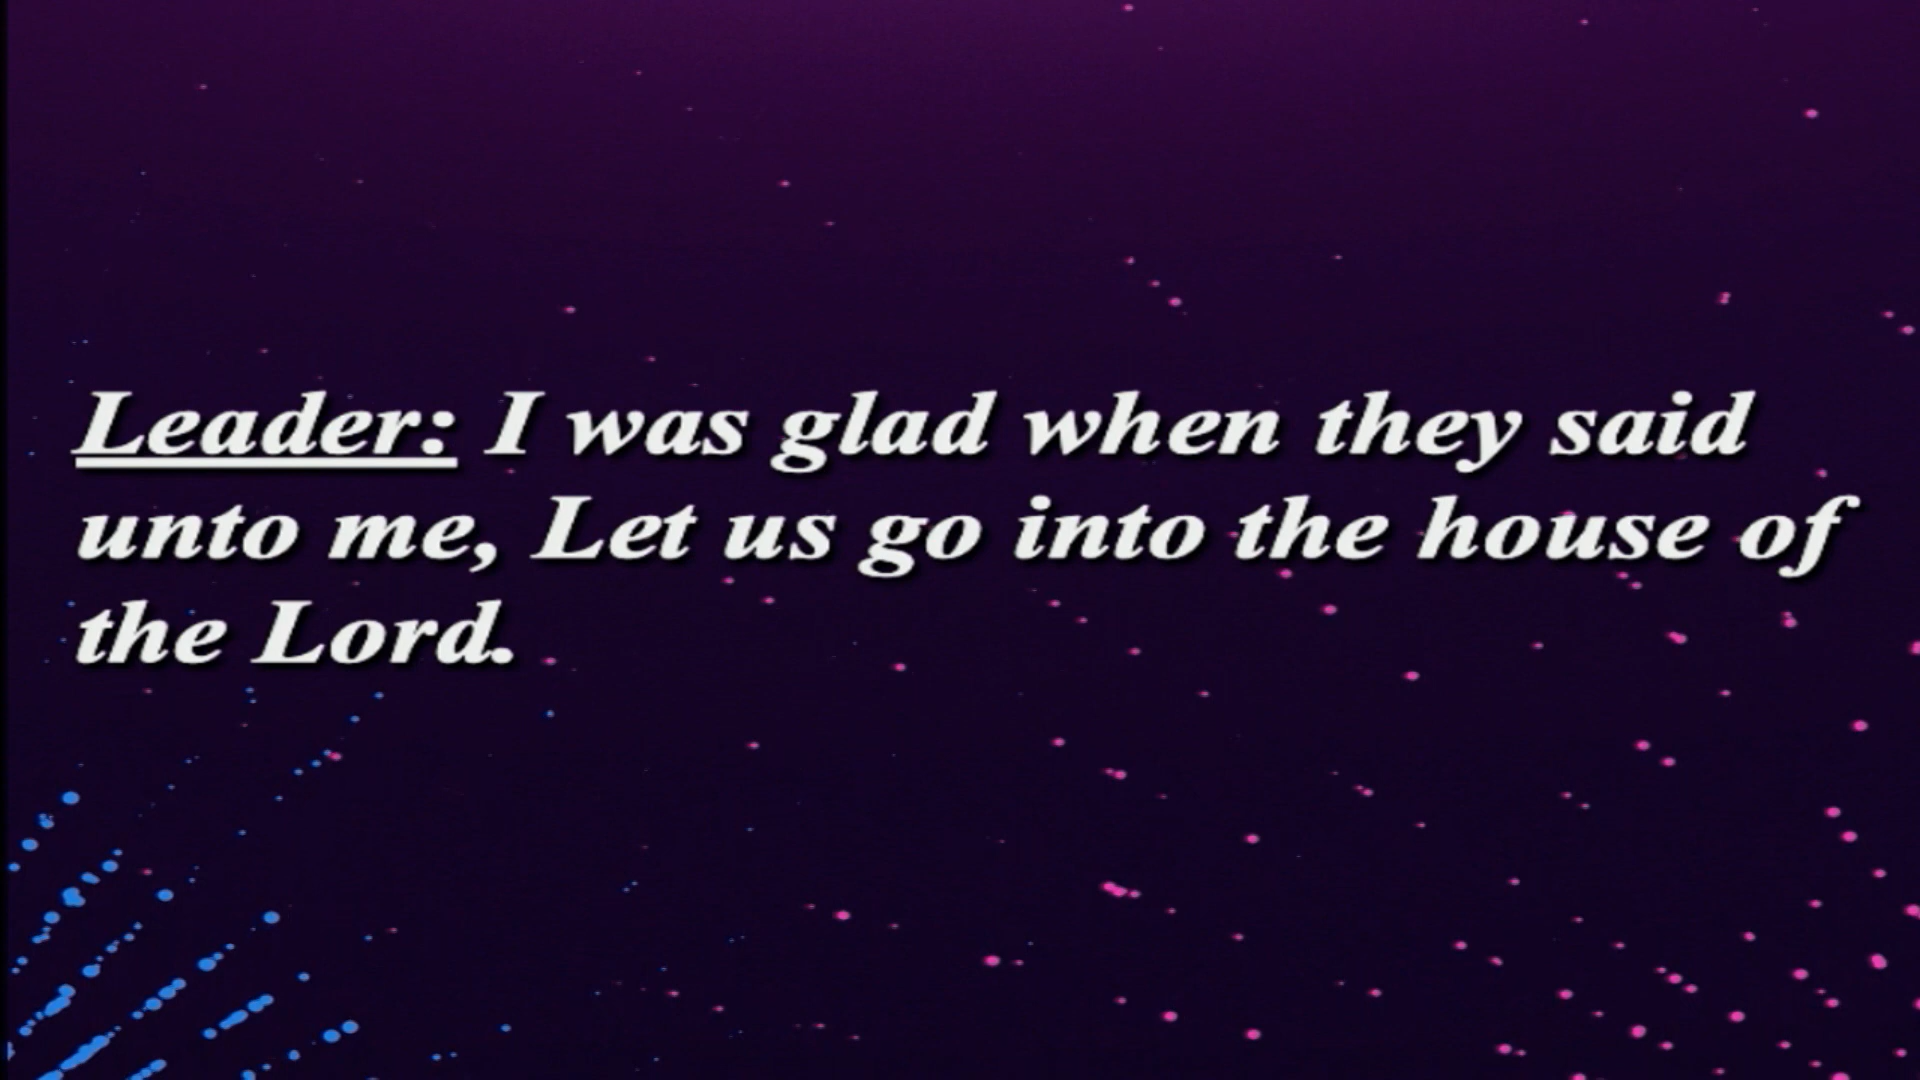 Leader: I was glad when they said
unto me, Let us go into the house of
the Lord.